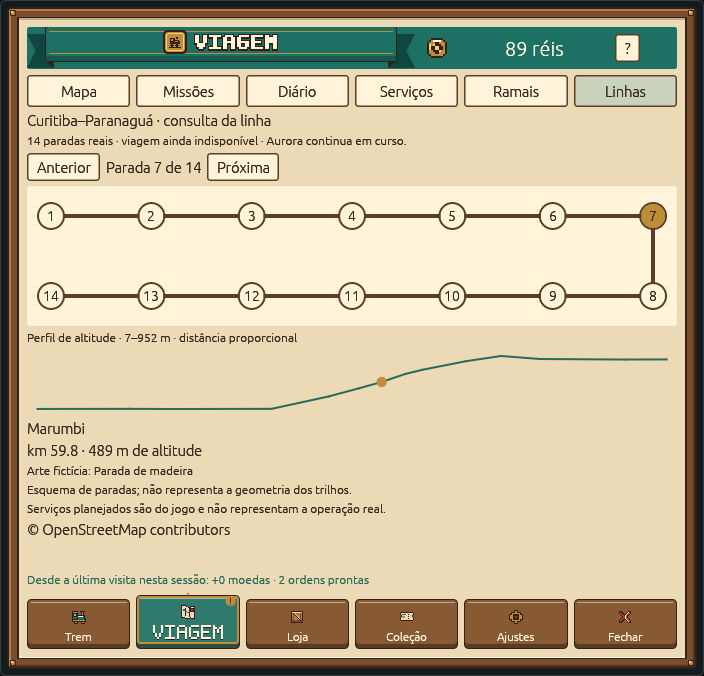 VIAGEM
89 réis
?
Mapa
Missões
Diário
Serviços
Ramais
Linhas
Curitiba–Paranaguá · consulta da linha
14 paradas reais · viagem ainda indisponível · Aurora continua em curso.
Anterior
Parada 7 de 14
Próxima
1
2
3
4
5
6
7
14
13
12
11
10
9
8
Perfil de altitude · 7–952 m · distância proporcional
Marumbi
km 59.8 · 489 m de altitude
Arte fictícia: Parada de madeira
Esquema de paradas; não representa a geometria dos trilhos.
Serviços planejados são do jogo e não representam a operação real.
© OpenStreetMap contributors
Desde a última visita nesta sessão: +0 moedas · 2 ordens prontas
Trem
!
VIAGEM
Loja
Coleção
Ajustes
Fechar